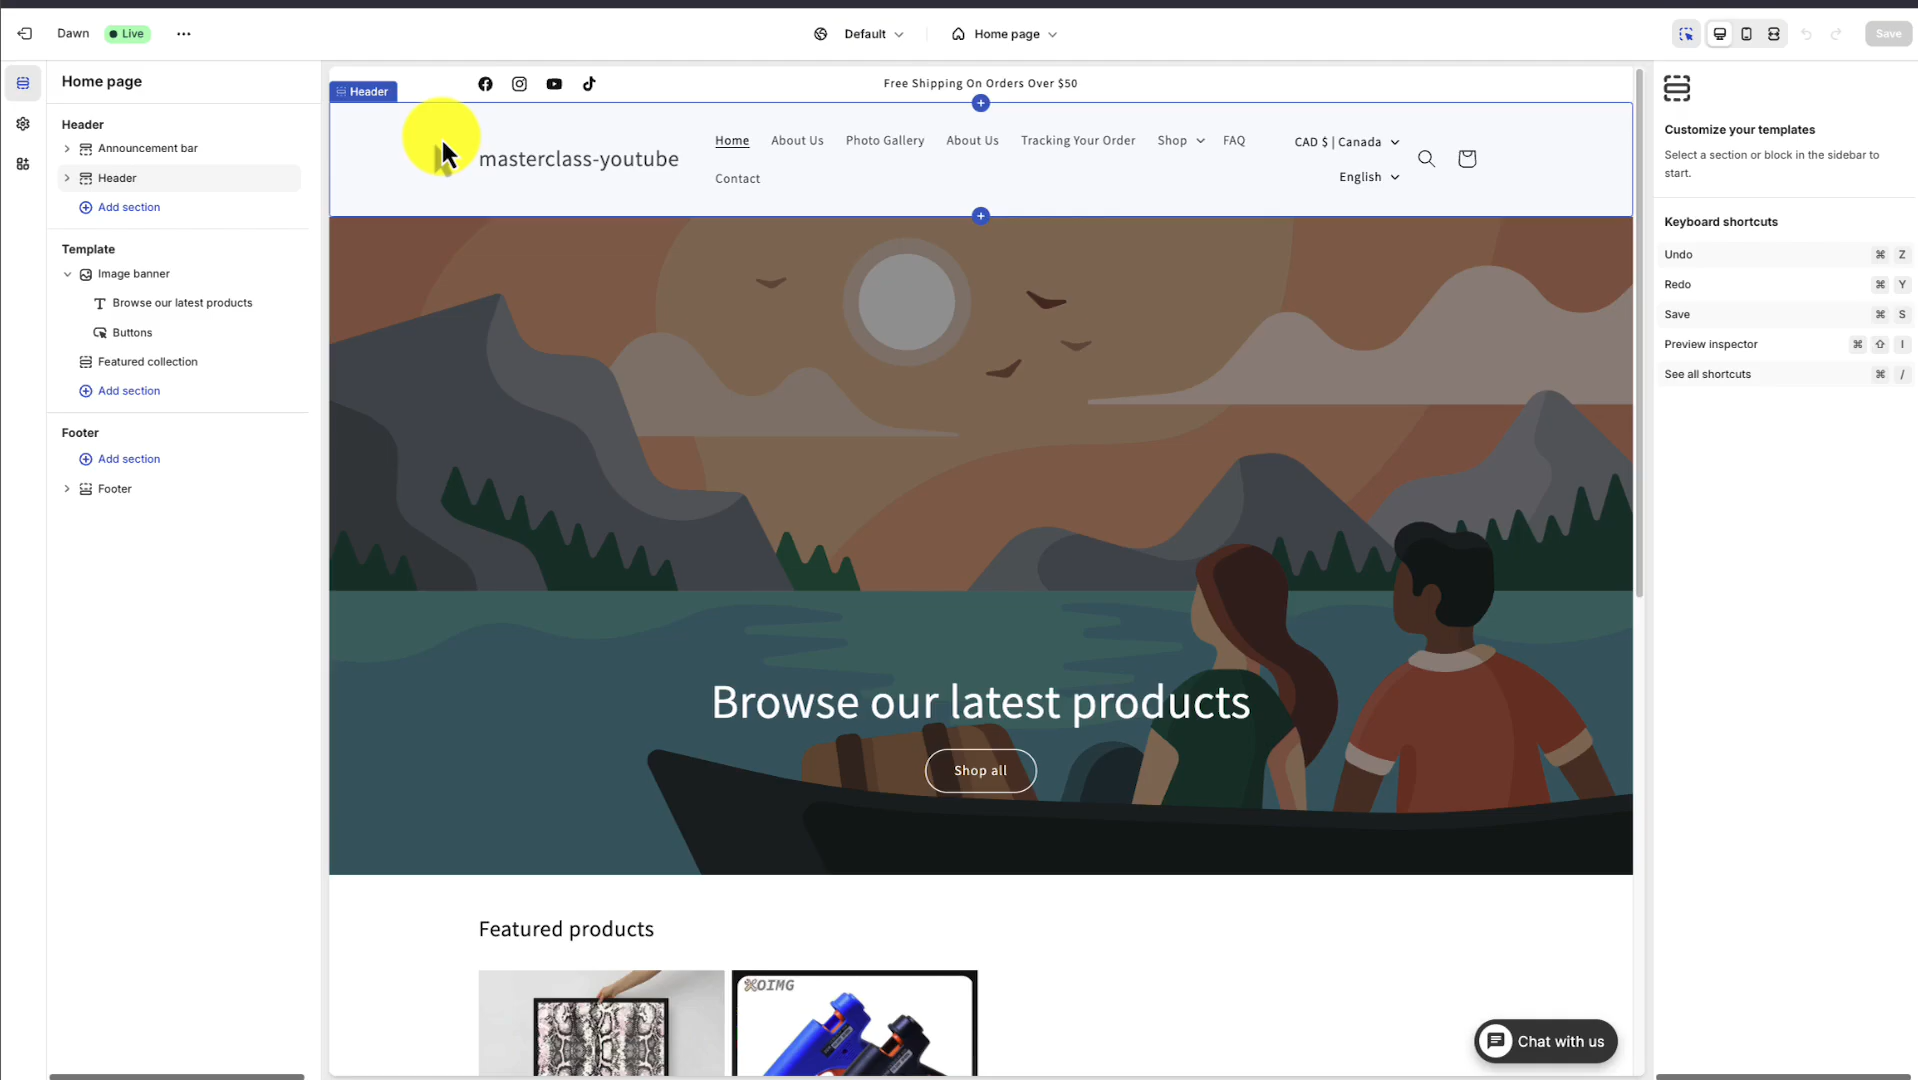 Dawn
Live
Default
Home page
Save
Home page
Header
Announcement bar
Header
Add section
Template
Image banner
Browse our latest products
Buttons
Featured collection
Add section
Footer
Add section
Footer
Free Shipping On Orders Over $50
Header
masterclass-youtube
Home About Us Photo Gallery About Us Tracking Your Order Shop FAQ
Contact
CAD $ | Canada
English
Browse our latest products
Shop all
Featured products
XOIMG
Chat with us
Customize your templates
Select a section or block in the sidebar to
start.
Keyboard shortcuts
Undo ⌘ Z
Redo ⌘ Y
Save ⌘ S
Preview inspector ⌘ ⇧ I
See all shortcuts ⌘ /